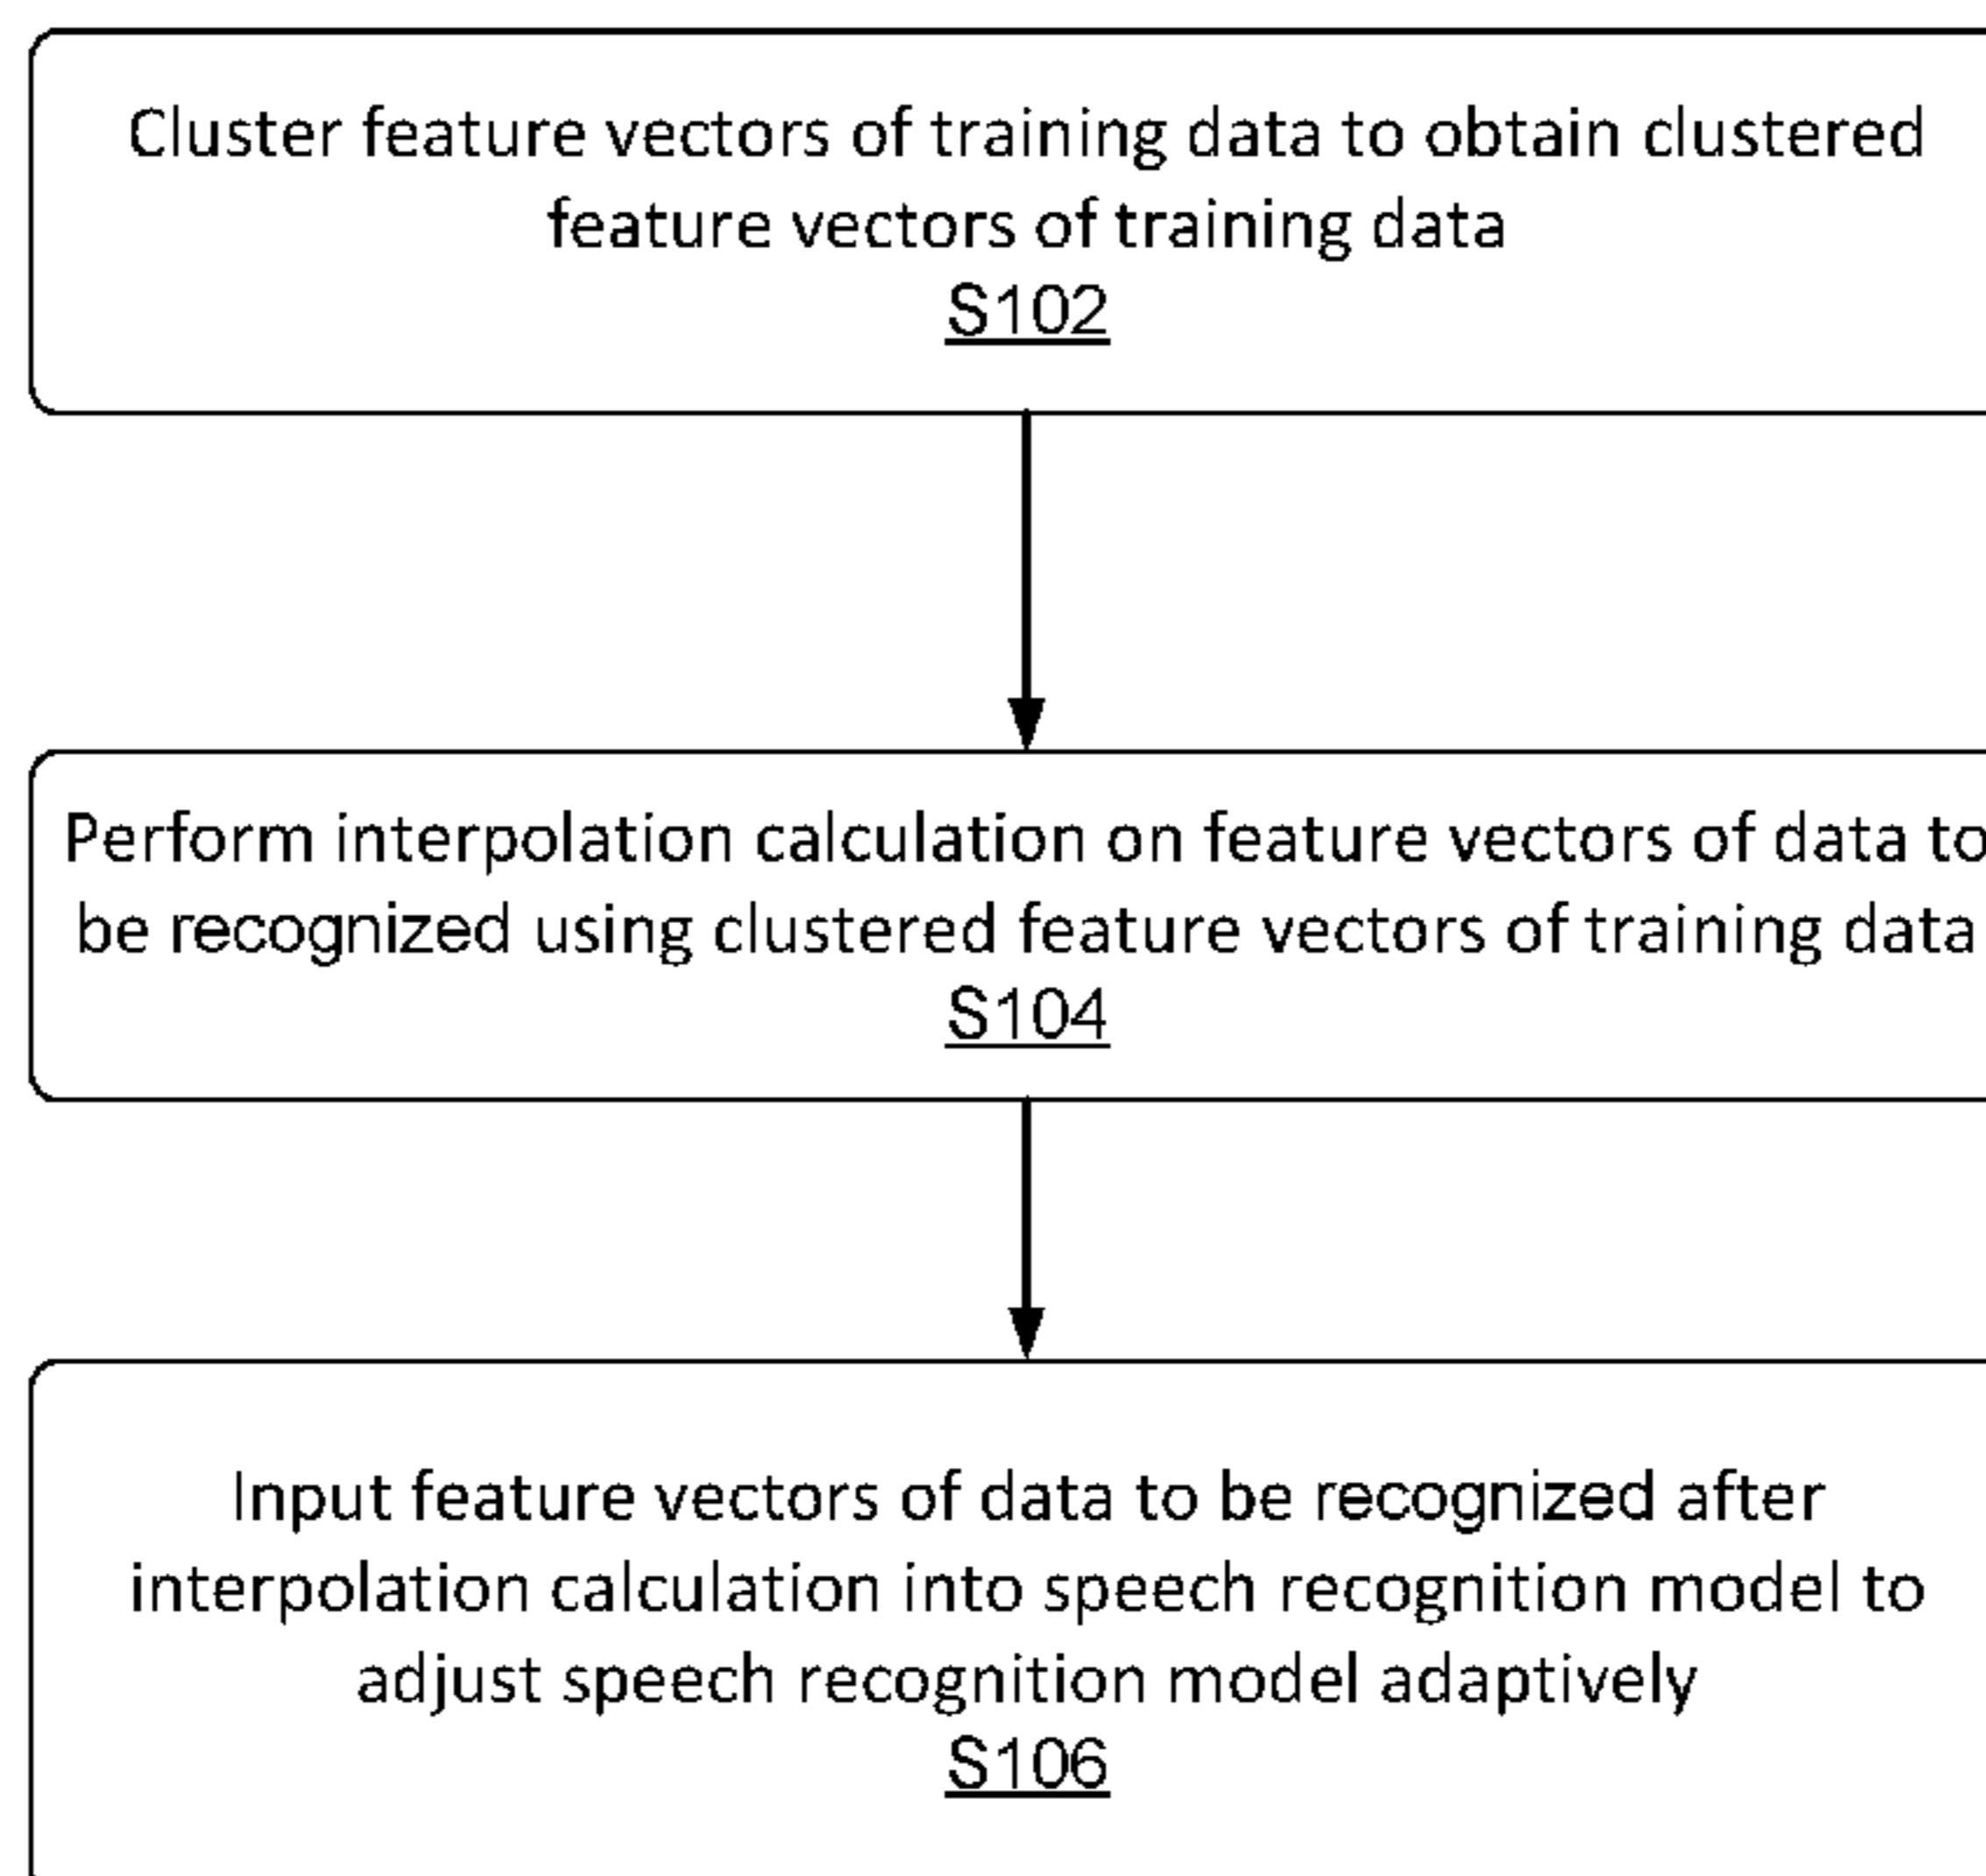 Cluster feature vectors of training data to obtain clustered
feature vectors of training data
S102
Perform interpolation calculation on feature vectors of data to
be recognized using clustered feature vectors of training data
S104
Input feature vectors of data to be recognized after
interpolation calculation into speech recognition model to
adjust speech recognition model adaptively
S106